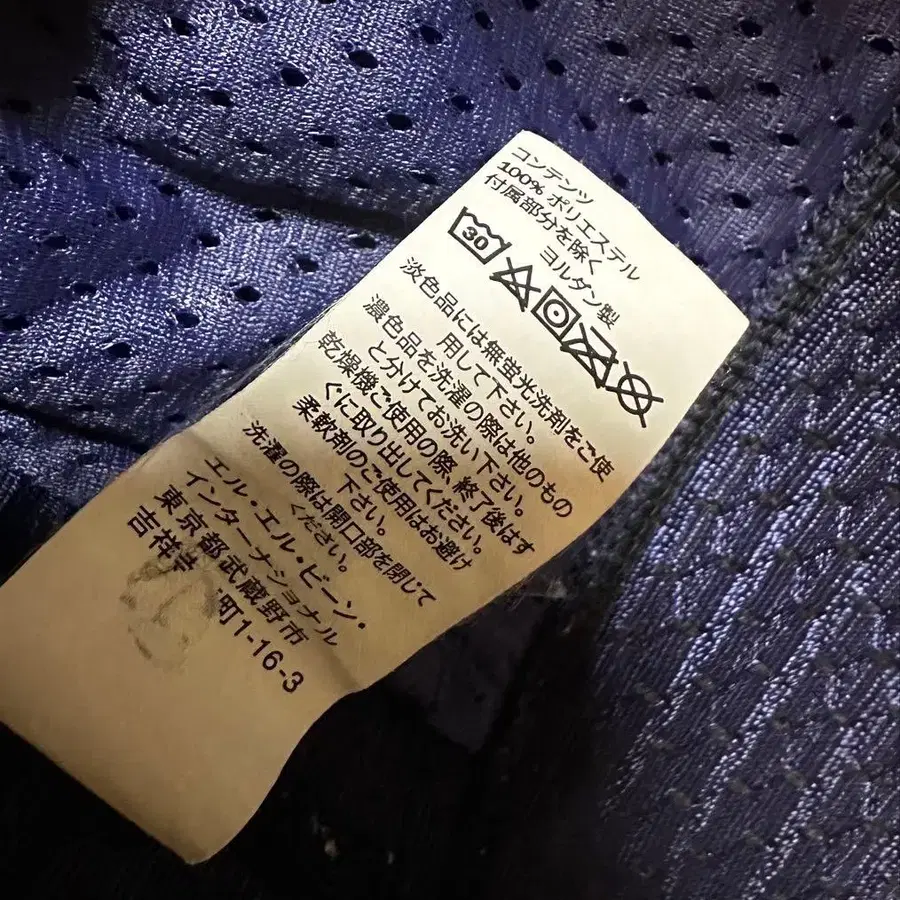 コンテンツ
100% ポリエステル
付属部分を除く
ヨルダン製
30
淡色品には無蛍光洗剤をご使
用して下さい。
濃色品を洗濯の際は他のもの
と分けてお洗い下さい。
乾燥機ご使用の際、終了後はす
ぐに取り出してください。
柔軟剤のご使用はお避け
下さい。
洗濯の際は開口部を閉じて
ください。
エル・エル・ビーン・
インターナショナル
東京都武蔵野市
吉祥 町1-16-3